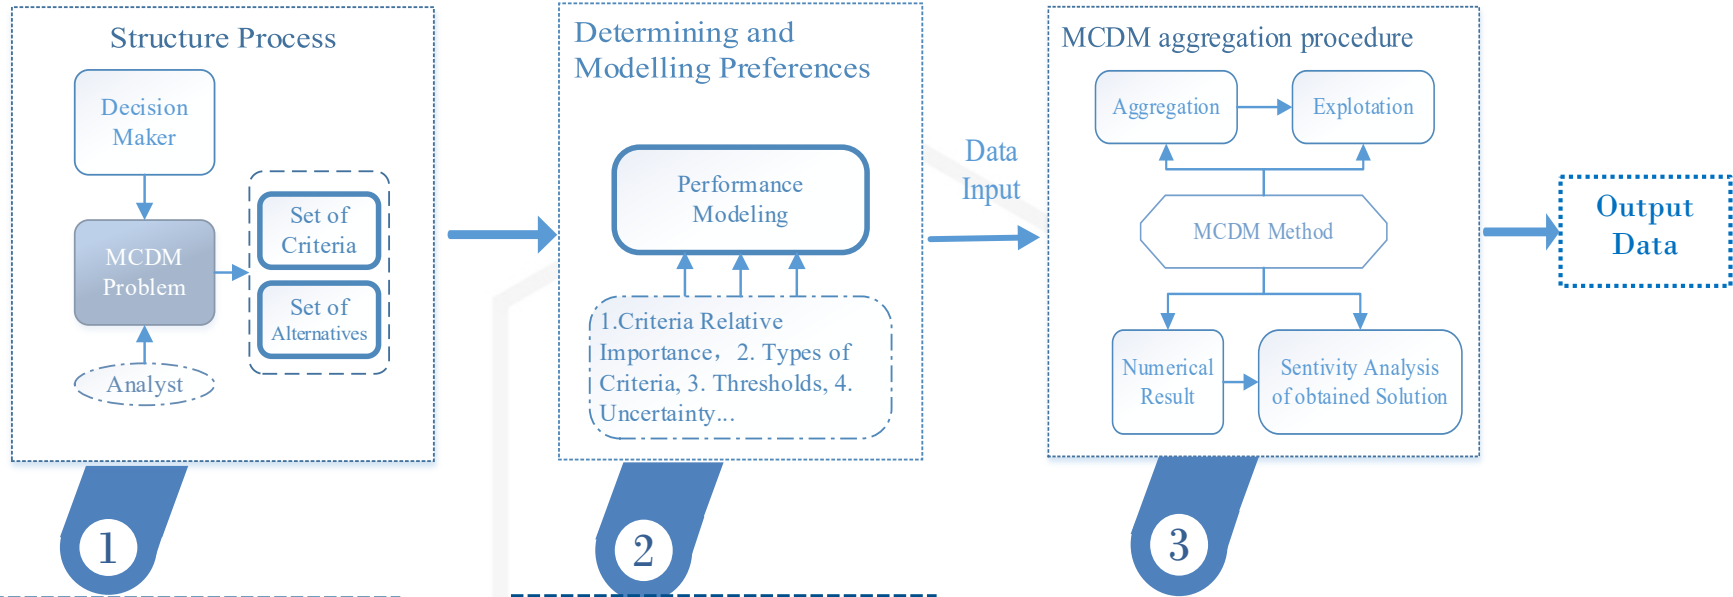 Structure Process
Decision
Maker
MCDM
Problem
Analyst
Set of
Criteria
Set of
Alternatives
1
Determining and
Modelling Preferences
Performance
Modeling
1.Criteria Relative
Importance，2. Types of
Criteria, 3. Thresholds, 4.
Uncertainty...
2
Data
Input
MCDM aggregation procedure
Aggregation
Explotation
MCDM Method
Numerical
Result
Sentivity Analysis
of obtained Solution
3
Output
Data